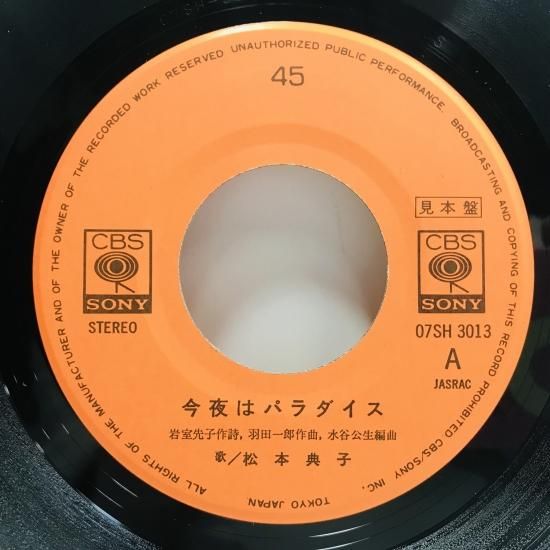 ALL RIGHTS OF THE MANUFACTURER AND OF THE OWNER OF THE RECORDED WORK RESERVED UNAUTHORIZED PUBLIC PERFORMANCE. BROADCASTING AND COPYING OF THIS RECORD PROHIBITED CBS/SONY INC. TOKYO JAPAN.
45
見本盤
CBS
SONY
STEREO
CBS
SONY
07SH 3013
A
JASRAC
今夜はパラダイス
岩室先子作詩, 羽田一郎作曲, 水谷公生編曲
歌/松本典子